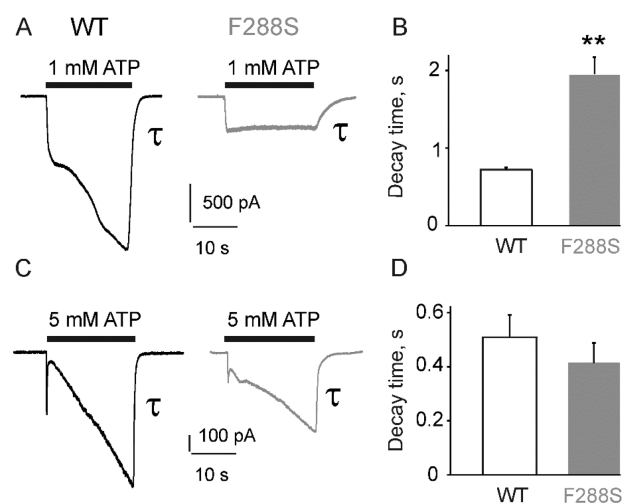 A WT F288S
1 mM ATP 1 mM ATP
τ τ
500 pA
10 s
B
**
Decay time, s
2
1
0
WT F288S
C
5 mM ATP 5 mM ATP
τ τ
100 pA
10 s
D
Decay time, s
0.6
0.4
0.2
0
WT F288S